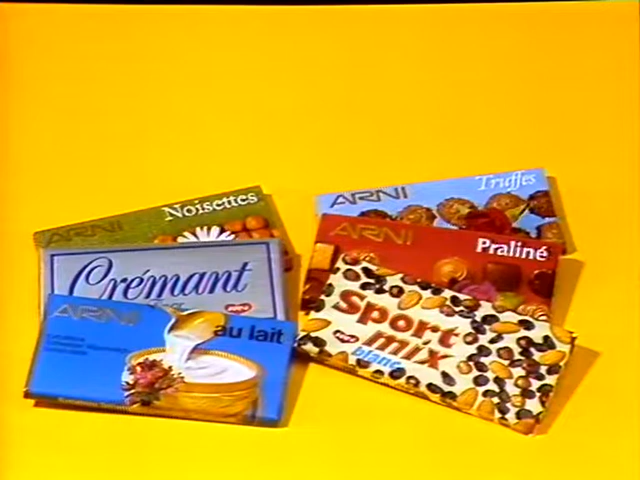 ARNI
Noisettes
Crémant
ARNI
au lait
ARNI
Truffes
ARNI
Praliné
Sport
mix
blanc